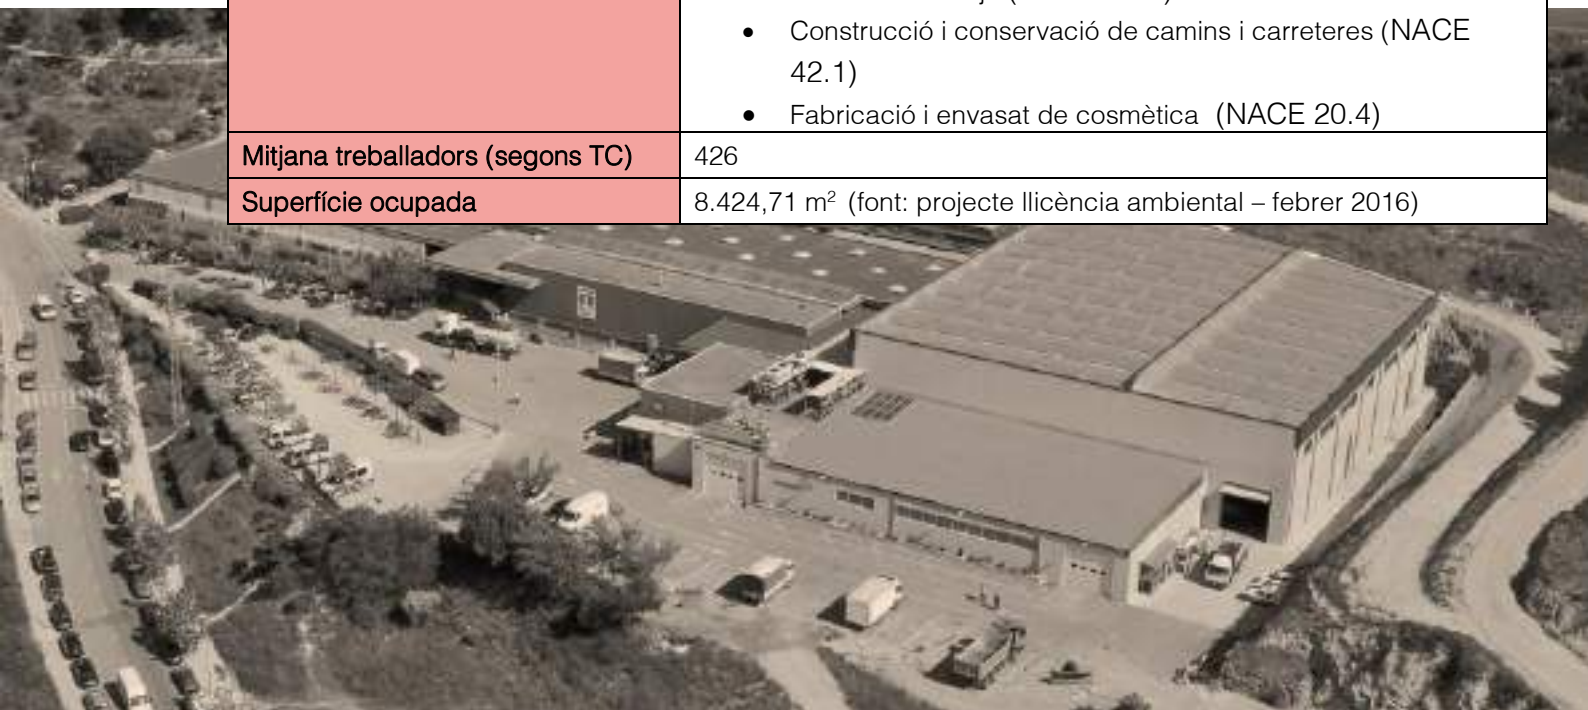 Construcció i conservació de camins i carreteres (NACE
42.1)
Fabricació i envasat de cosmètica (NACE 20.4)
Mitjana treballadors (segons TC) 426
Superfície ocupada 8.424,71 m² (font: projecte llicència ambiental – febrer 2016)